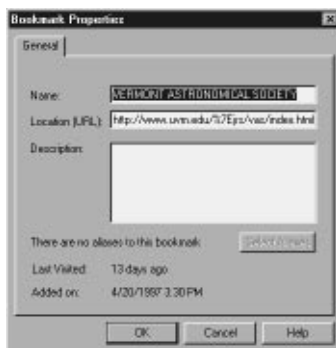 Bookmark Properties
General
Name: VERMONT ASTRONOMICAL SOCIETY
Location (URL): http://www.uvm.edu/%7Ejrs/vas/index.html
Description:
There are no aliases to this bookmark
Select Aliases
Last Visited: 13 days ago
Added on: 4/20/1997 3:30 PM
OK Cancel Help